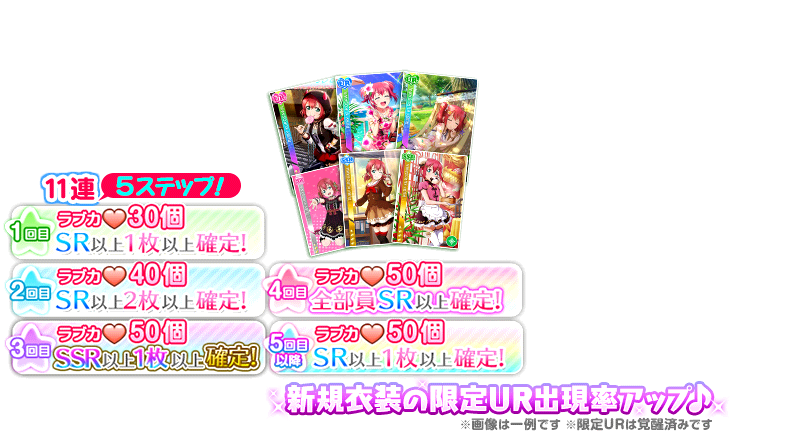 11連 5ステップ!
1回目
ラブカ♥30個
SR以上1枚以上確定!
2回目
ラブカ♥40個
SR以上2枚以上確定!
3回目
ラブカ♥50個
SSR以上1枚以上確定!
4回目
ラブカ♥50個
全部員SR以上確定!
5回目以降
ラブカ♥50個
SR以上1枚以上確定!
新規衣装の限定UR出現率アップ♪
※画像は一例です ※限定URは覚醒済みです